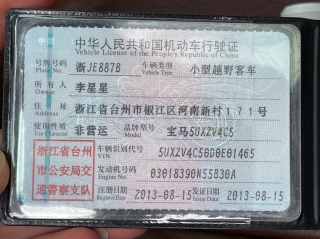 中华人民共和国机动车行驶证
Vehicle License of the People's Republic of China
号牌号码 浙JE887B 车辆类型 小型越野客车
Plate No. Vehicle Type
所有人 李星星
Owner
住址 浙江省台州市椒江区河南新村171号
Address
使用性质 非营运 品牌型号 宝马5UXZV4C5
Use Character Model
浙江省台州市公安局交通警察支队
车辆识别代号 5UXZV4C50D0E01465
VIN
发动机号码 03018390N55B30A
Engine No.
注册日期 2013-08-15 发证日期 2013-08-15
Register Date Issue Date